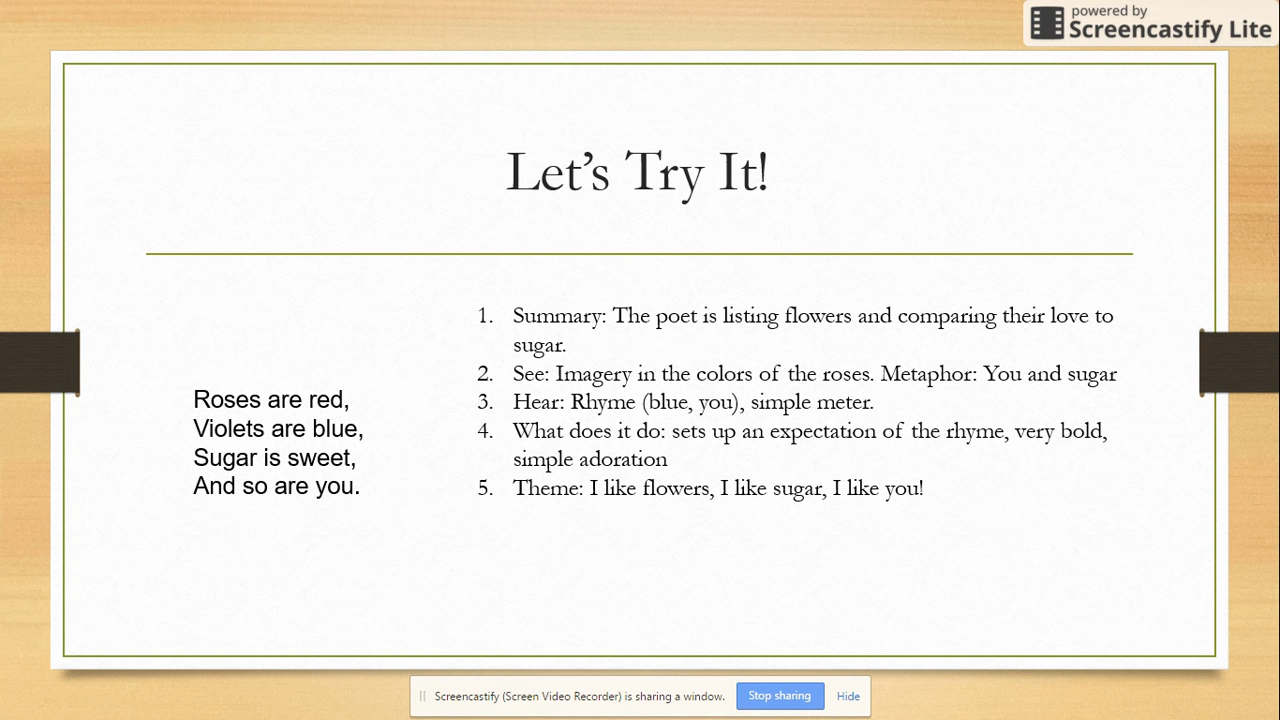 powered by
Screencastify Lite
Let's Try It!
Roses are red,
Violets are blue,
Sugar is sweet,
And so are you.
1. Summary: The poet is listing flowers and comparing their love to
sugar.
2. See: Imagery in the colors of the roses. Metaphor: You and sugar
3. Hear: Rhyme (blue, you), simple meter.
4. What does it do: sets up an expectation of the rhyme, very bold,
simple adoration
5. Theme: I like flowers, I like sugar, I like you!
Screencastify (Screen Video Recorder) is sharing a window. Stop sharing Hide